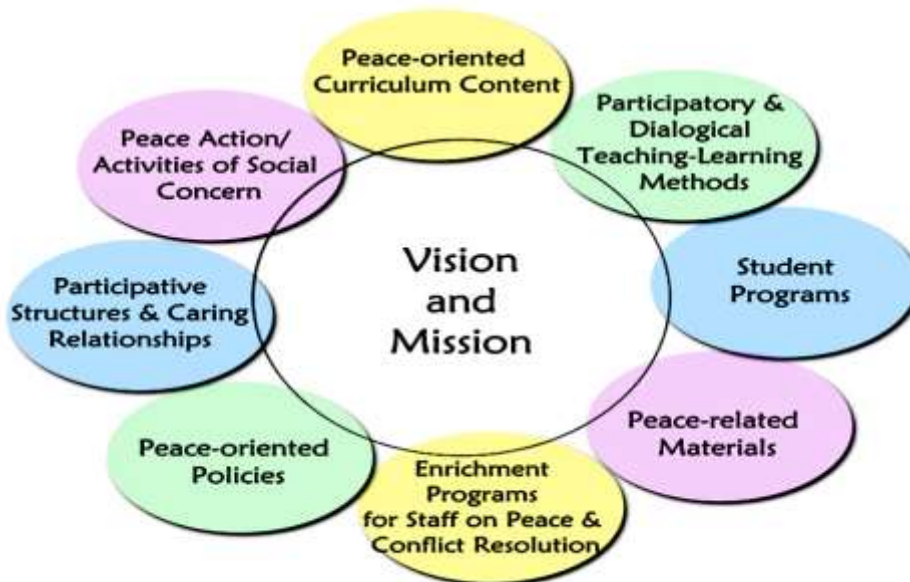 Peace-oriented
Curriculum Content
Participatory &
Dialogical
Teaching-Learning
Methods
Student
Programs
Peace-related
Materials
Enrichment
Programs
for Staff on Peace &
Conflict Resolution
Peace-oriented
Policies
Participative
Structures & Caring
Relationships
Peace Action/
Activities of Social
Concern
Vision
and
Mission